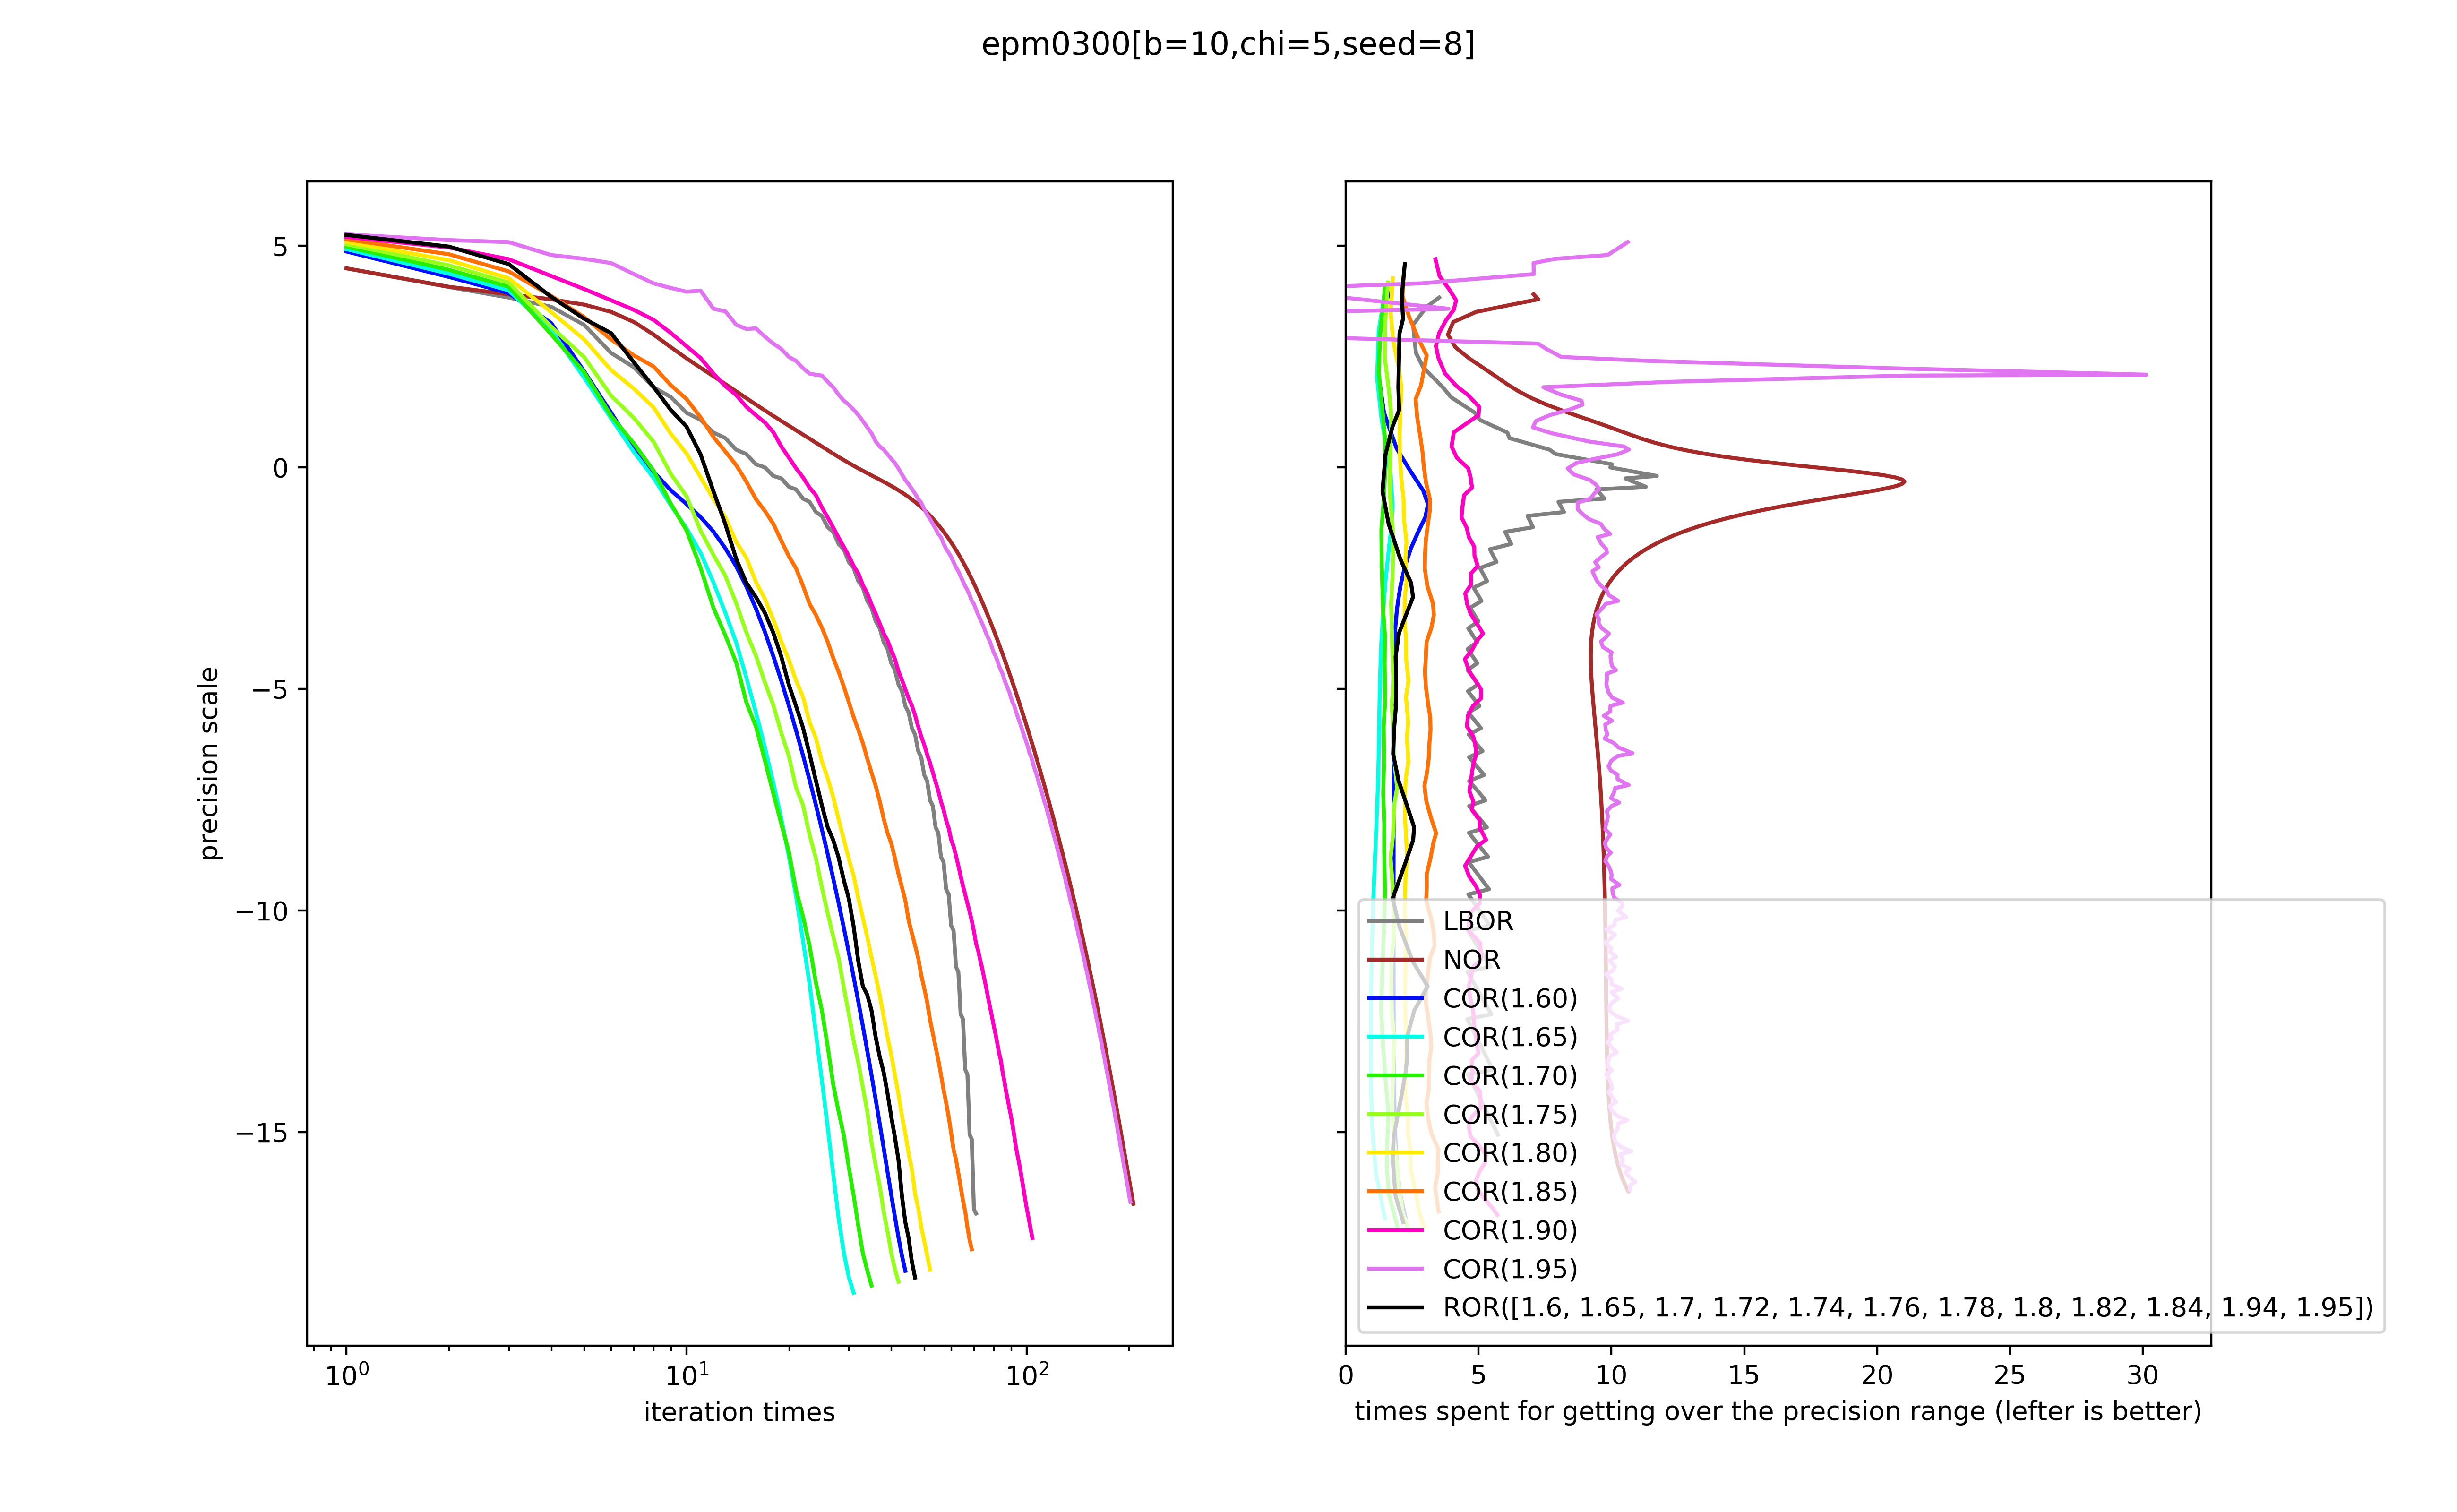 epm0300[b=10,chi=5,seed=8]
precision scale
5
0
−5
−10
−15
10⁰
10¹
10²
iteration times
LBOR
NOR
COR(1.60)
COR(1.65)
COR(1.70)
COR(1.75)
COR(1.80)
COR(1.85)
COR(1.90)
COR(1.95)
ROR([1.6, 1.65, 1.7, 1.72, 1.74, 1.76, 1.78, 1.8, 1.82, 1.84, 1.94, 1.95])
0 5 10 15 20 25 30
times spent for getting over the precision range (lefter is better)